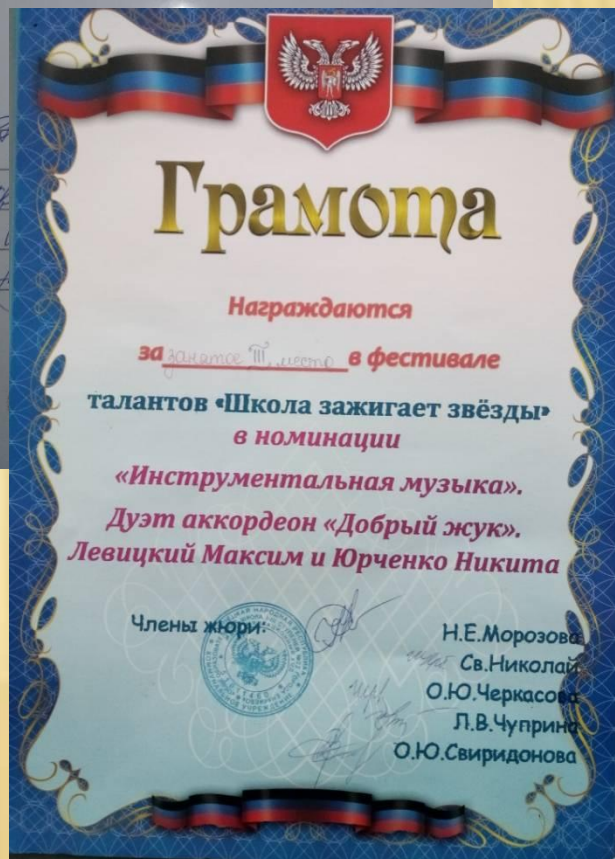 Грамота
Награждаются
за занятое III место в фестивале
талантов «Школа зажигает звёзды»
в номинации
«Инструментальная музыка».
Дуэт аккордеон «Добрый жук».
Левицкий Максим и Юрченко Никита
Члены жюри:
Н.Е.Морозова
Св.Николай
О.Ю.Черкасова
Л.В.Чуприна
О.Ю.Свиридонова